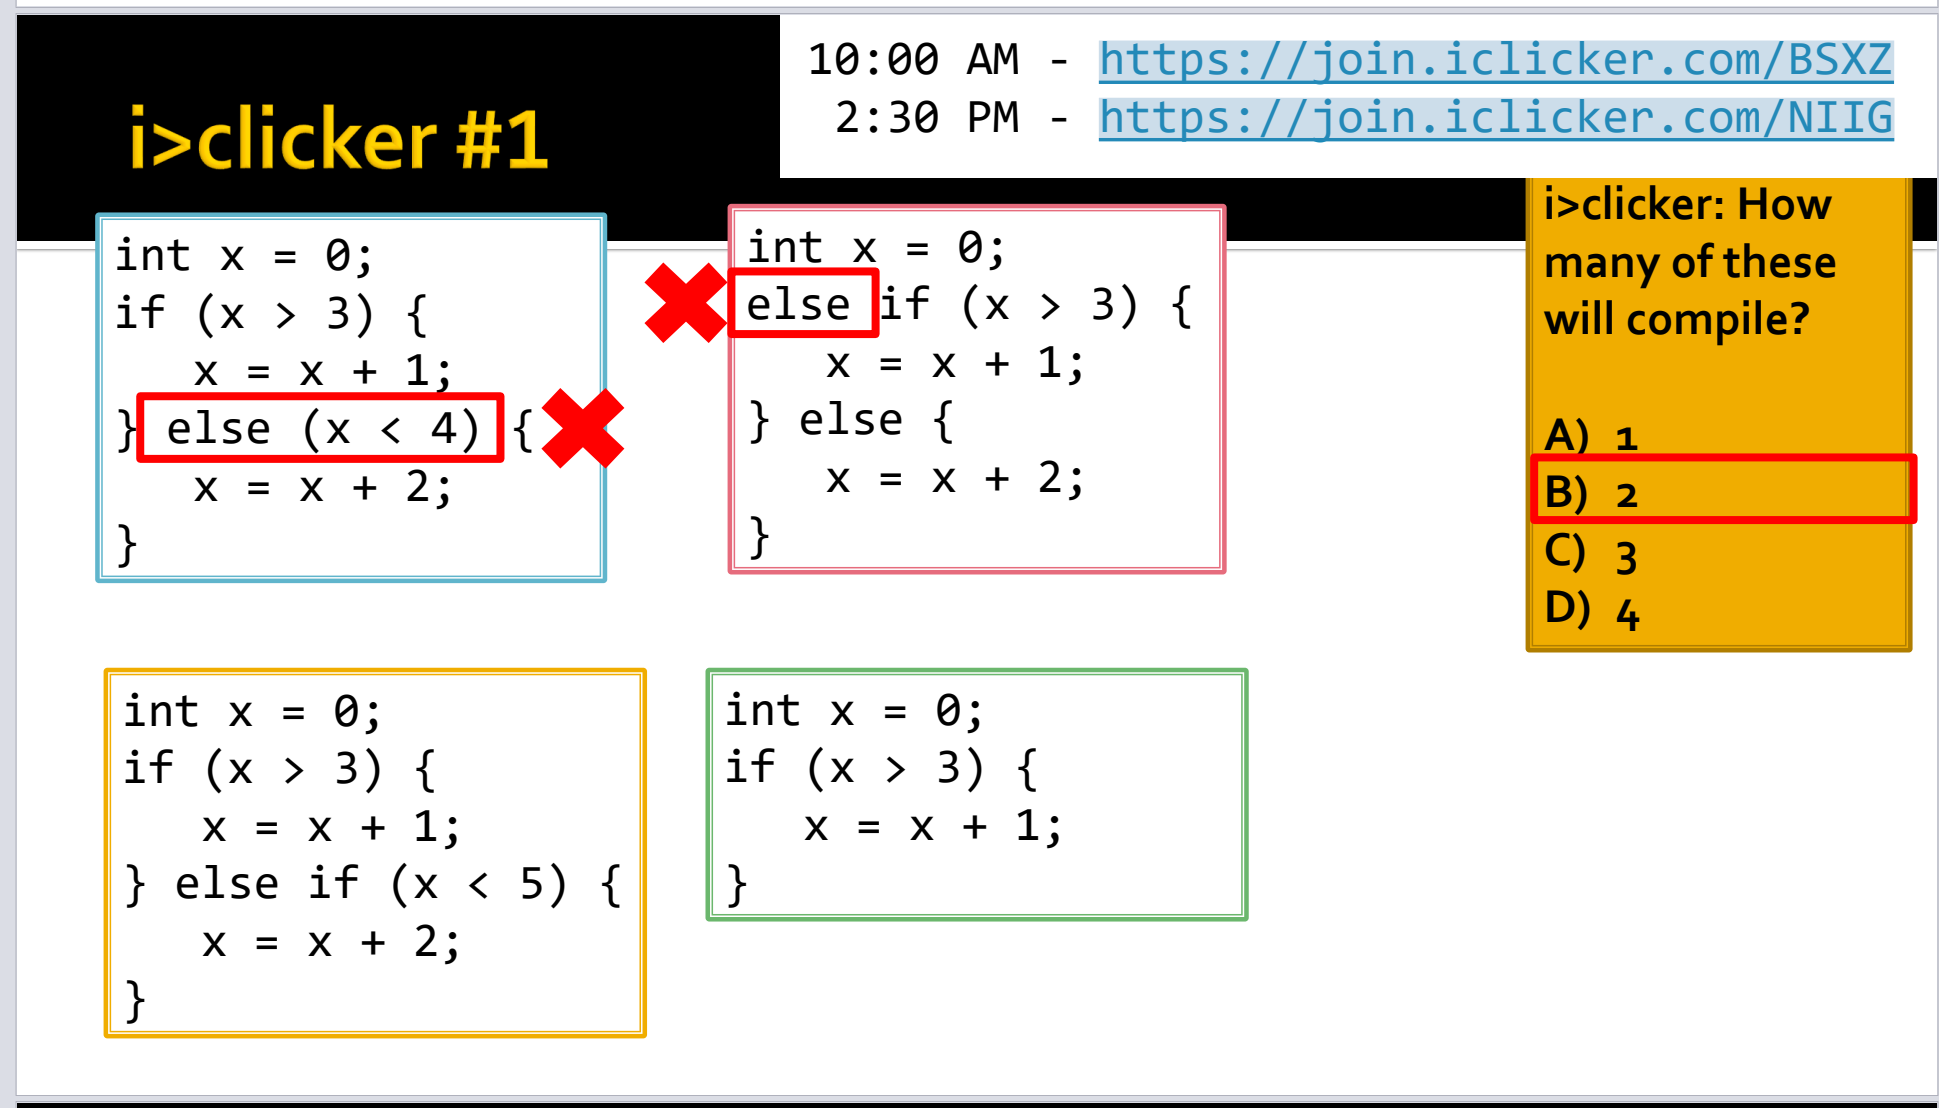 10:00 AM - https://join.iclicker.com/BSXZ
2:30 PM - https://join.iclicker.com/NIIG
i>clicker #1
int x = 0;
if (x > 3) {
   x = x + 1;
} else (x < 4) {
   x = x + 2;
}
int x = 0;
else if (x > 3) {
   x = x + 1;
} else {
   x = x + 2;
}
i>clicker: How
many of these
will compile?
A) 1
B) 2
C) 3
D) 4
int x = 0;
if (x > 3) {
   x = x + 1;
} else if (x < 5) {
   x = x + 2;
}
int x = 0;
if (x > 3) {
   x = x + 1;
}